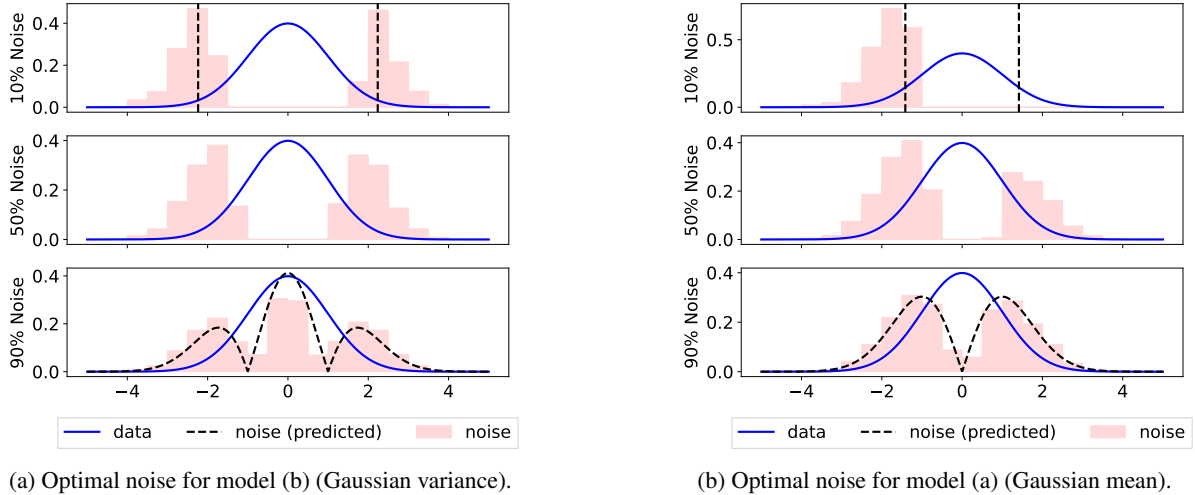 10% Noise
0.4
0.2
0.0
50% Noise
0.4
0.2
0.0
90% Noise
0.4
0.2
0.0
−4 −2 0 2 4
data noise (predicted) noise
(a) Optimal noise for model (b) (Gaussian variance).
10% Noise
0.5
0.0
50% Noise
0.4
0.2
0.0
90% Noise
0.4
0.2
0.0
−4 −2 0 2 4
data noise (predicted) noise
(b) Optimal noise for model (a) (Gaussian mean).